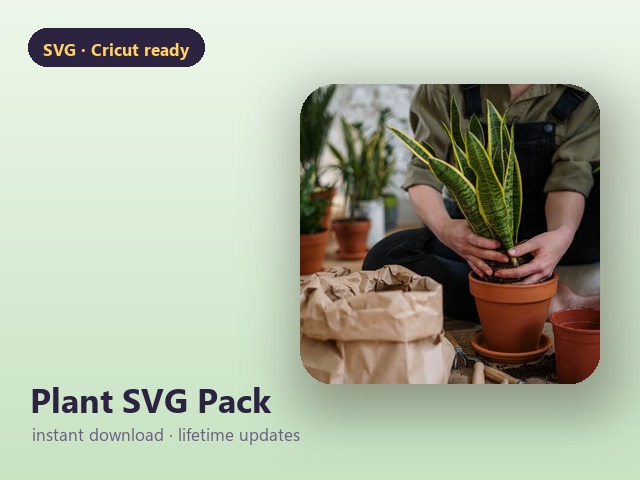 SVG · Cricut ready
Plant SVG Pack
instant download · lifetime updates